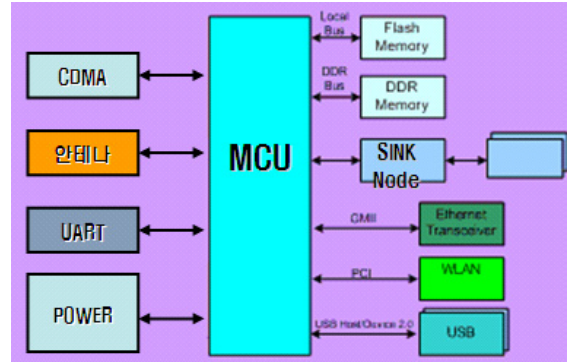 CDMA
안테나
UART
POWER
MCU
Local
Bus
Flash
Memory
DDR
Bus
DDR
Memory
SINK
Node
GMII
Ethernet
Transceiver
PCI
WLAN
USB Host/Device 2.0
USB